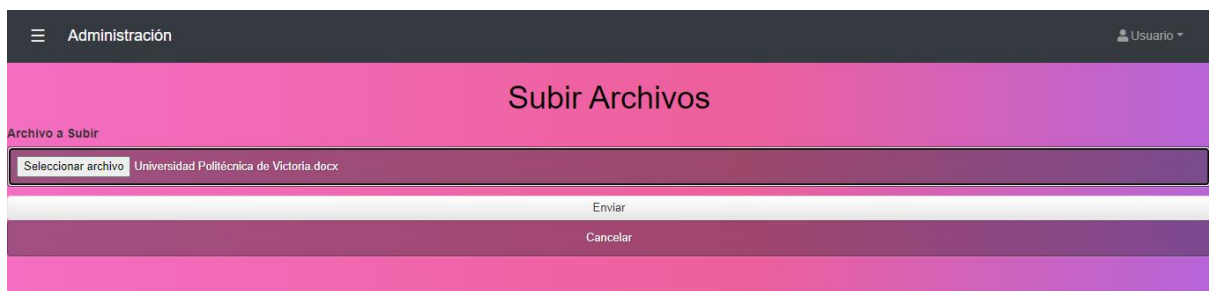 ☰ Administración Usuario
Subir Archivos
Archivo a Subir
Seleccionar archivo Universidad Politécnica de Victoria.docx
Enviar
Cancelar